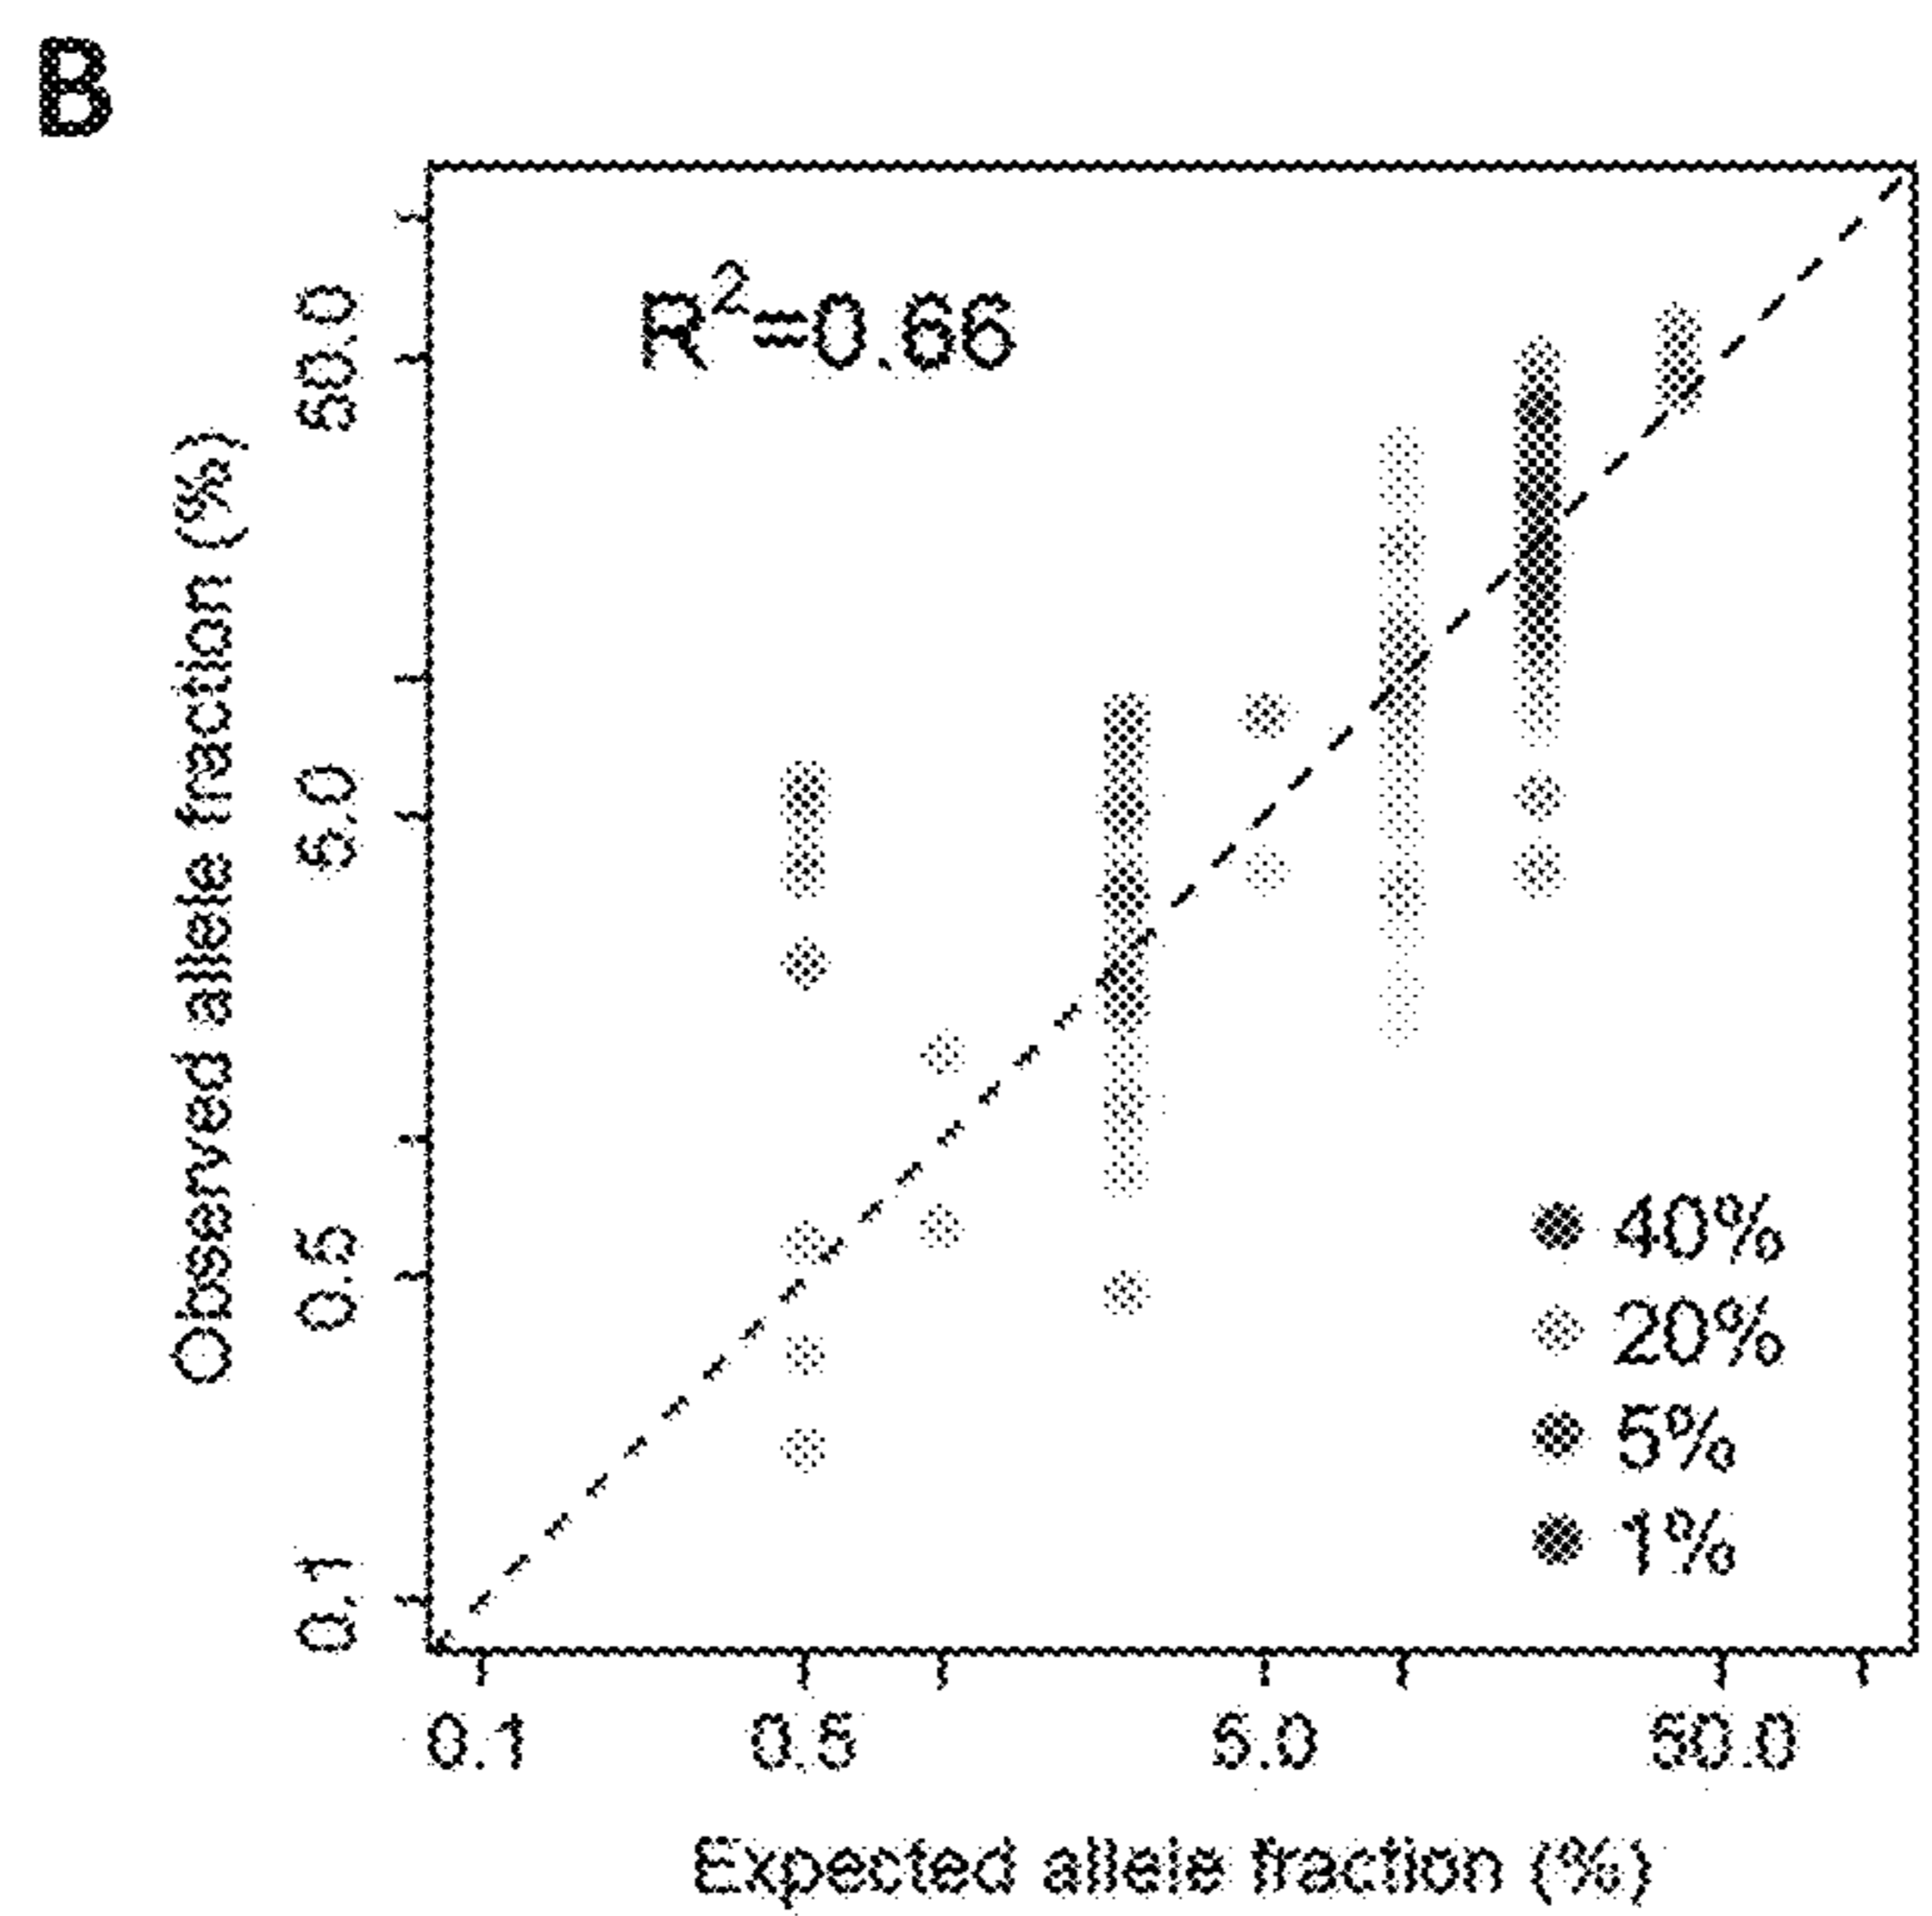 B
R²=0.66
Observed allele fraction (%)
50.0
5.0
0.5
0.1
40%
20%
5%
1%
0.1 0.5 5.0 50.0
Expected allele fraction (%)